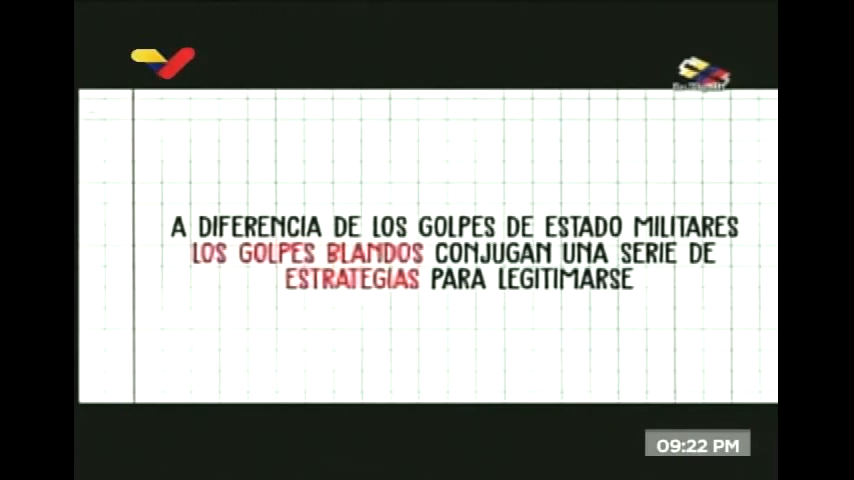 A DIFERENCIA DE LOS GOLPES DE ESTADO MILITARES
LOS GOLPES BLANDOS CONJUGAN UNA SERIE DE
ESTRATEGIAS PARA LEGITIMARSE
09:22 PM